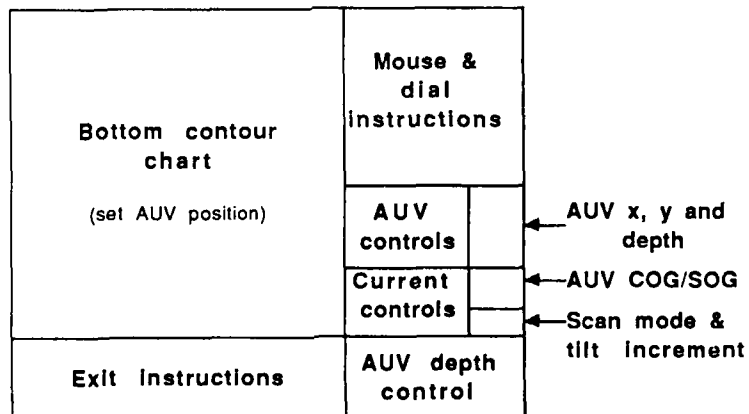 Bottom contour
chart
(set AUV position)
Mouse &
dial
instructions
AUV
controls
AUV x, y and
depth
Current
controls
AUV COG/SOG
Scan mode &
tilt increment
Exit instructions
AUV depth
control